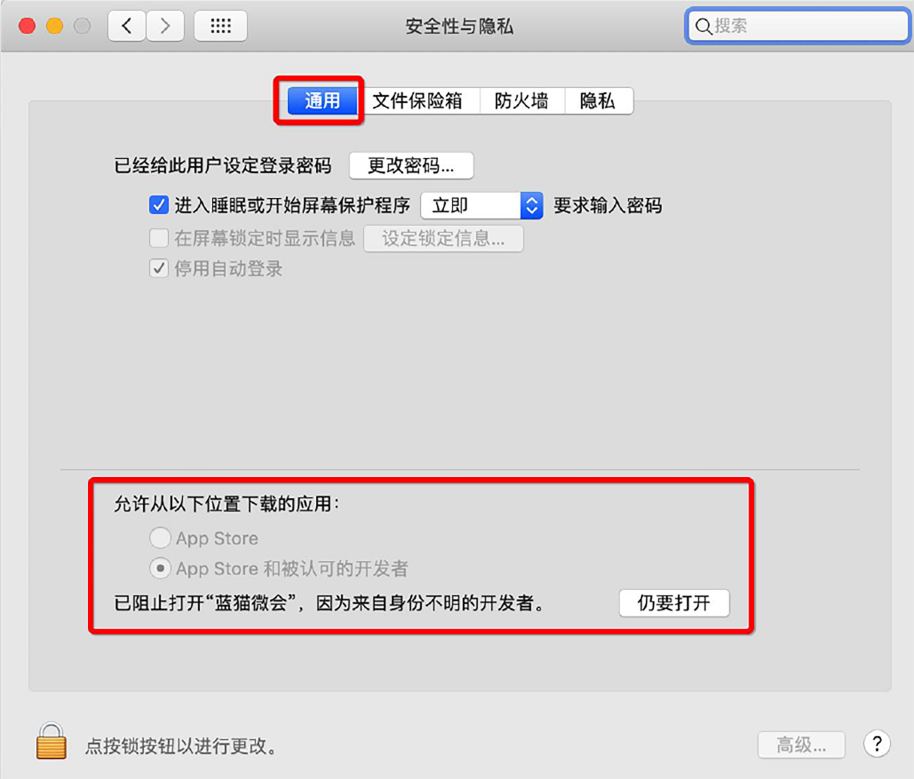 安全性与隐私
搜索
通用 文件保险箱 防火墙 隐私
已经给此用户设定登录密码 更改密码...
进入睡眠或开始屏幕保护程序 立即 要求输入密码
在屏幕锁定时显示信息 设定锁定信息...
停用自动登录
允许从以下位置下载的应用：
App Store
App Store 和被认可的开发者
已阻止打开“蓝猫微会”，因为来自身份不明的开发者。 仍要打开
点按锁按钮以进行更改。 高级... ?